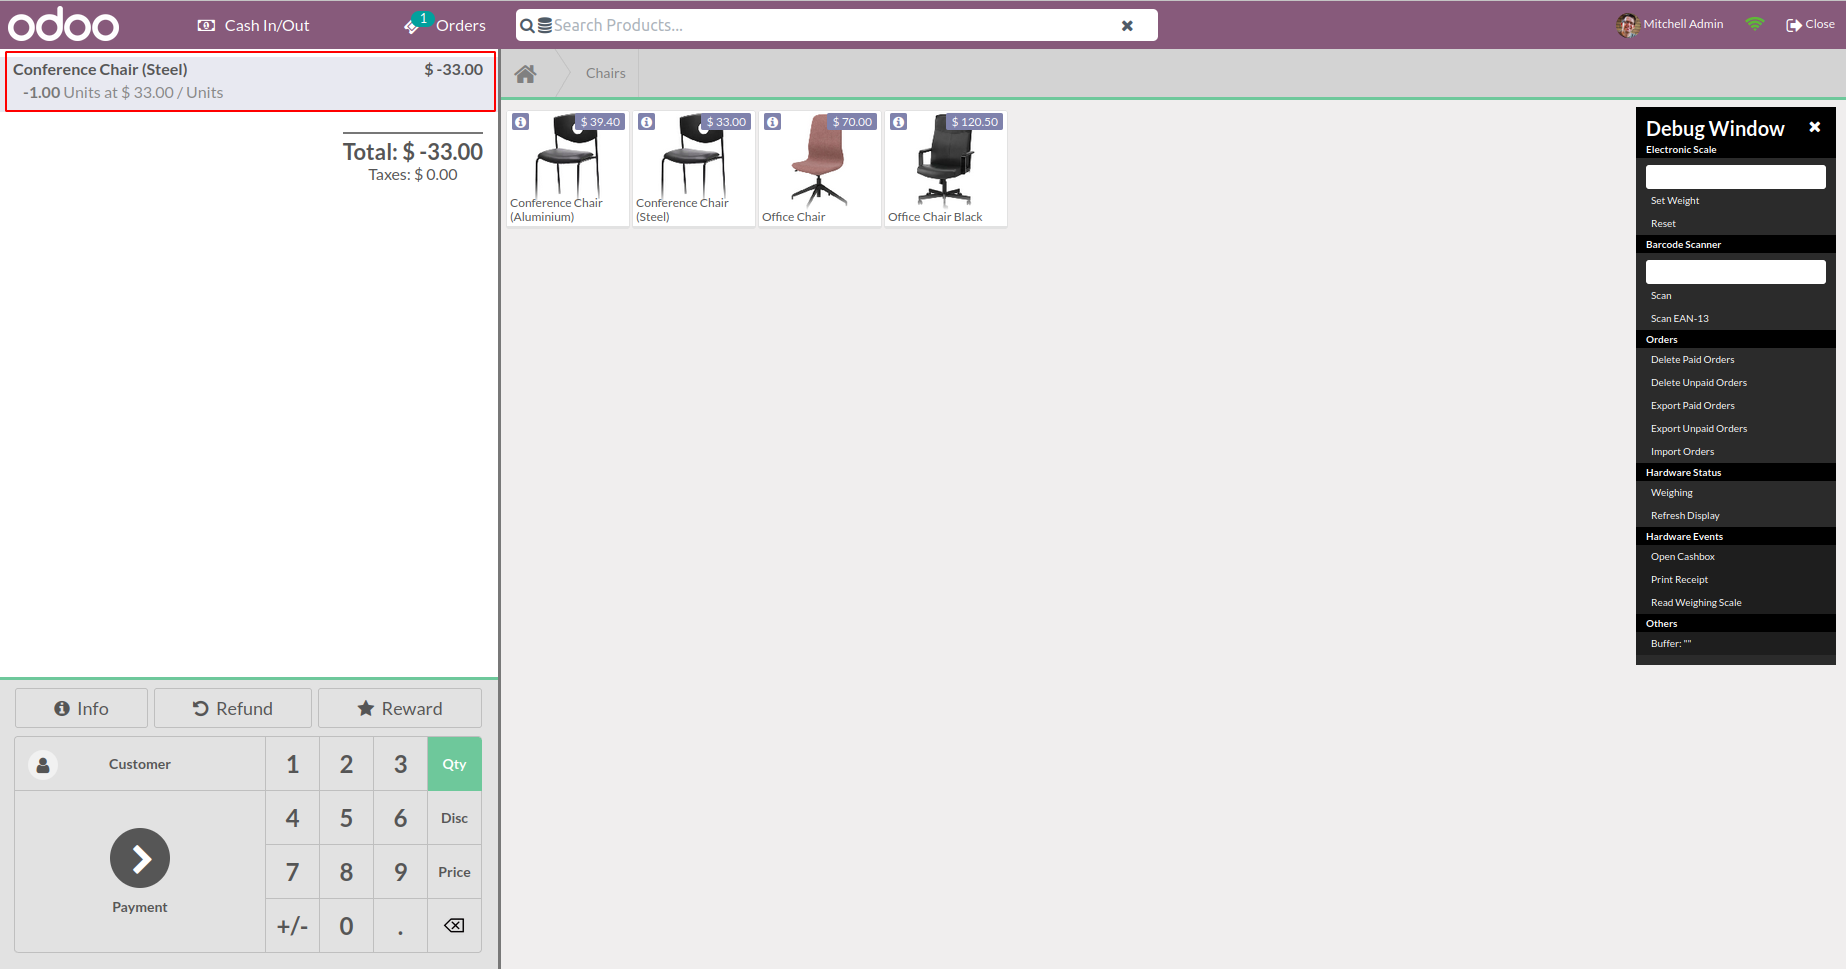 odoo
Cash In/Out
1
Orders
Search Products...
Mitchell Admin
Close
Conference Chair (Steel)
$ -33.00
-1.00 Units at $ 33.00 / Units
Total: $ -33.00
Taxes: $ 0.00
Chairs
$ 39.40
Conference Chair
(Aluminium)
$ 33.00
Conference Chair
(Steel)
$ 70.00
Office Chair
$ 120.50
Office Chair Black
Debug Window
Electronic Scale
Set Weight
Reset
Barcode Scanner
Scan
Scan EAN-13
Orders
Delete Paid Orders
Delete Unpaid Orders
Export Paid Orders
Export Unpaid Orders
Import Orders
Hardware Status
Weighing
Refresh Display
Hardware Events
Open Cashbox
Print Receipt
Read Weighing Scale
Others
Buffer: ""
Info
Refund
Reward
Customer
1
2
3
Qty
4
5
6
Disc
7
8
9
Price
Payment
+/-
0
.